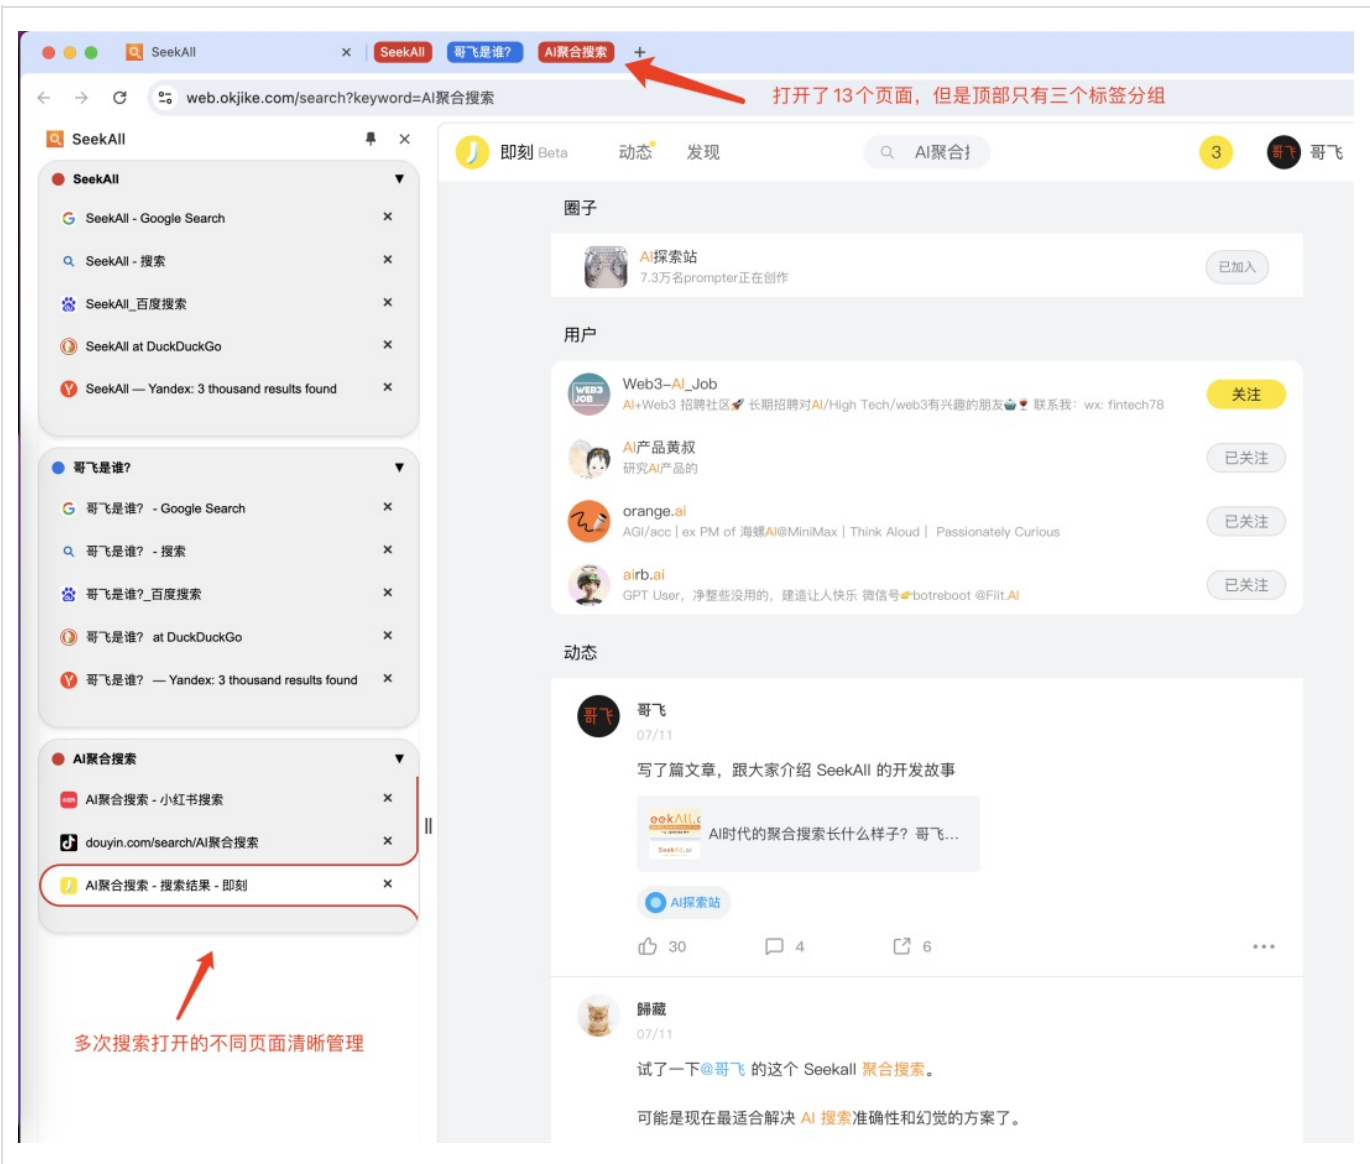 SeekAll
SeekAll
哥飞是谁?
AI聚合搜索
打开了13个页面，但是顶部只有三个标签分组
web.okjike.com/search?keyword=AI聚合搜索
SeekAll
SeekAll
SeekAll - Google Search
SeekAll - 搜索
SeekAll_百度搜索
SeekAll at DuckDuckGo
SeekAll — Yandex: 3 thousand results found
哥飞是谁?
哥飞是谁? - Google Search
哥飞是谁? - 搜索
哥飞是谁?_百度搜索
哥飞是谁? at DuckDuckGo
哥飞是谁? — Yandex: 3 thousand results found
AI聚合搜索
AI聚合搜索 - 小红书搜索
douyin.com/search/AI聚合搜索
AI聚合搜索 - 搜索结果 - 即刻
多次搜索打开的不同页面清晰管理
即刻 Beta
动态
发现
AI聚合扌
3
哥飞
哥飞
圈子
AI探索站
7.3万名prompter正在创作
已加入
用户
WEB3
JOB
Web3-AI_Job
AI+Web3 招聘社区🚀 长期招聘对AI/High Tech/web3有兴趣的朋友🤖🍷 联系我：wx: fintech78
关注
AI产品黄叔
研究AI产品的
已关注
orange.ai
AGI/acc | ex PM of 海螺AI@MiniMax | Think Aloud | Passionately Curious
已关注
airb.ai
GPT User，净整些没用的，建造让人快乐 微信号👉botreboot @Fiit.AI
已关注
动态
哥飞
哥飞
07/11
写了篇文章，跟大家介绍 SeekAll 的开发故事
eekAll.c
SeekAll.ai
AI时代的聚合搜索长什么样子？哥飞...
AI探索站
30
4
6
歸藏
07/11
试了一下@哥飞 的这个 Seekall 聚合搜索。
可能是现在最适合解决 AI 搜索准确性和幻觉的方案了。